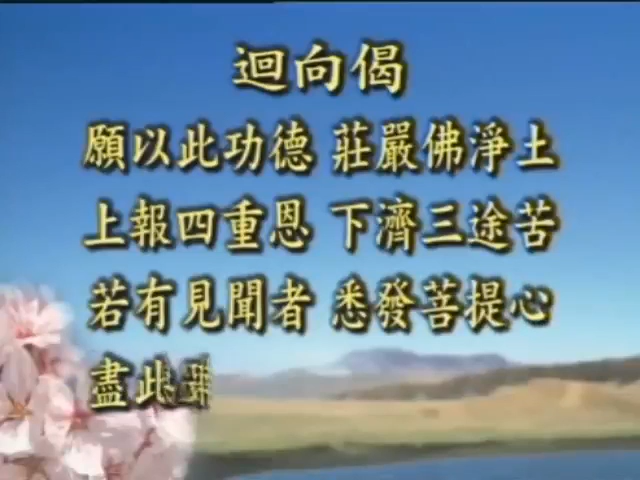 迴向偈
願以此功德 莊嚴佛淨土
上報四重恩 下濟三途苦
若有見聞者 悉發菩提心
盡此